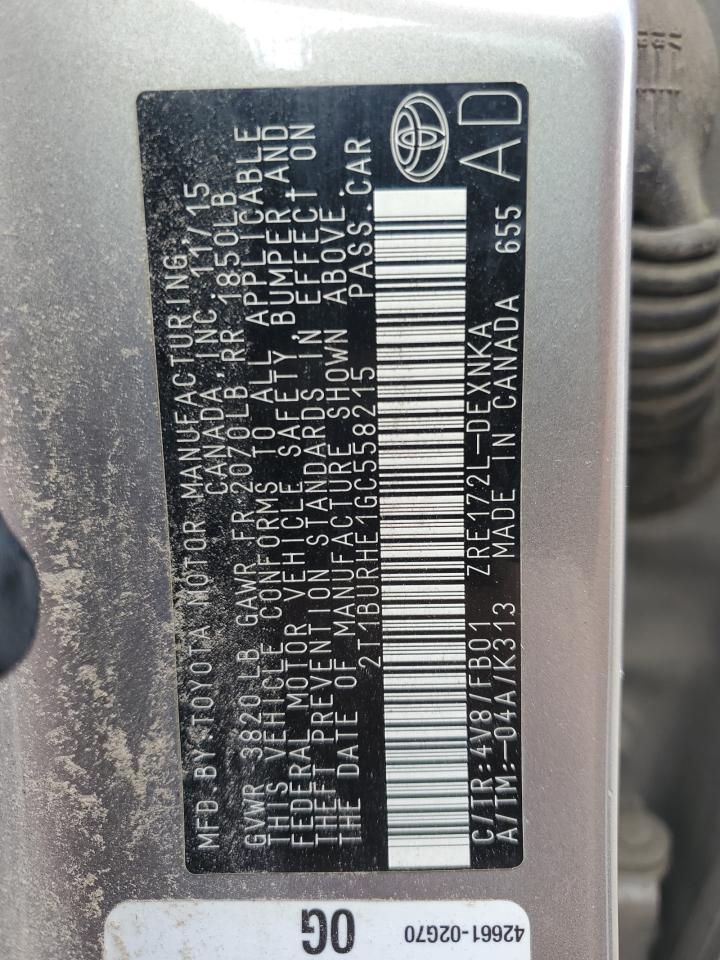 MFD.BY:TOYOTA MOTOR MANUFACTURING
CANADA,INC. 11/15
GVWR 3820LB GAWR FR 2070LB RR 1850LB
THIS VEHICLE CONFORMS TO ALL APPLICABLE
FEDERAL MOTOR VEHICLE SAFETY BUMPER,AND
THEFT PREVENTION STANDARDS IN EFFECT ON
THE DATE OF MANUFACTURE SHOWN ABOVE.
2T1BURHE1GC558215 PASS.CAR
C/TR:4V8/FB01 ZRE172L-DEXNKA AD
A/TM:-04A/K313 MADE IN CANADA 655
0G
42661-02G70